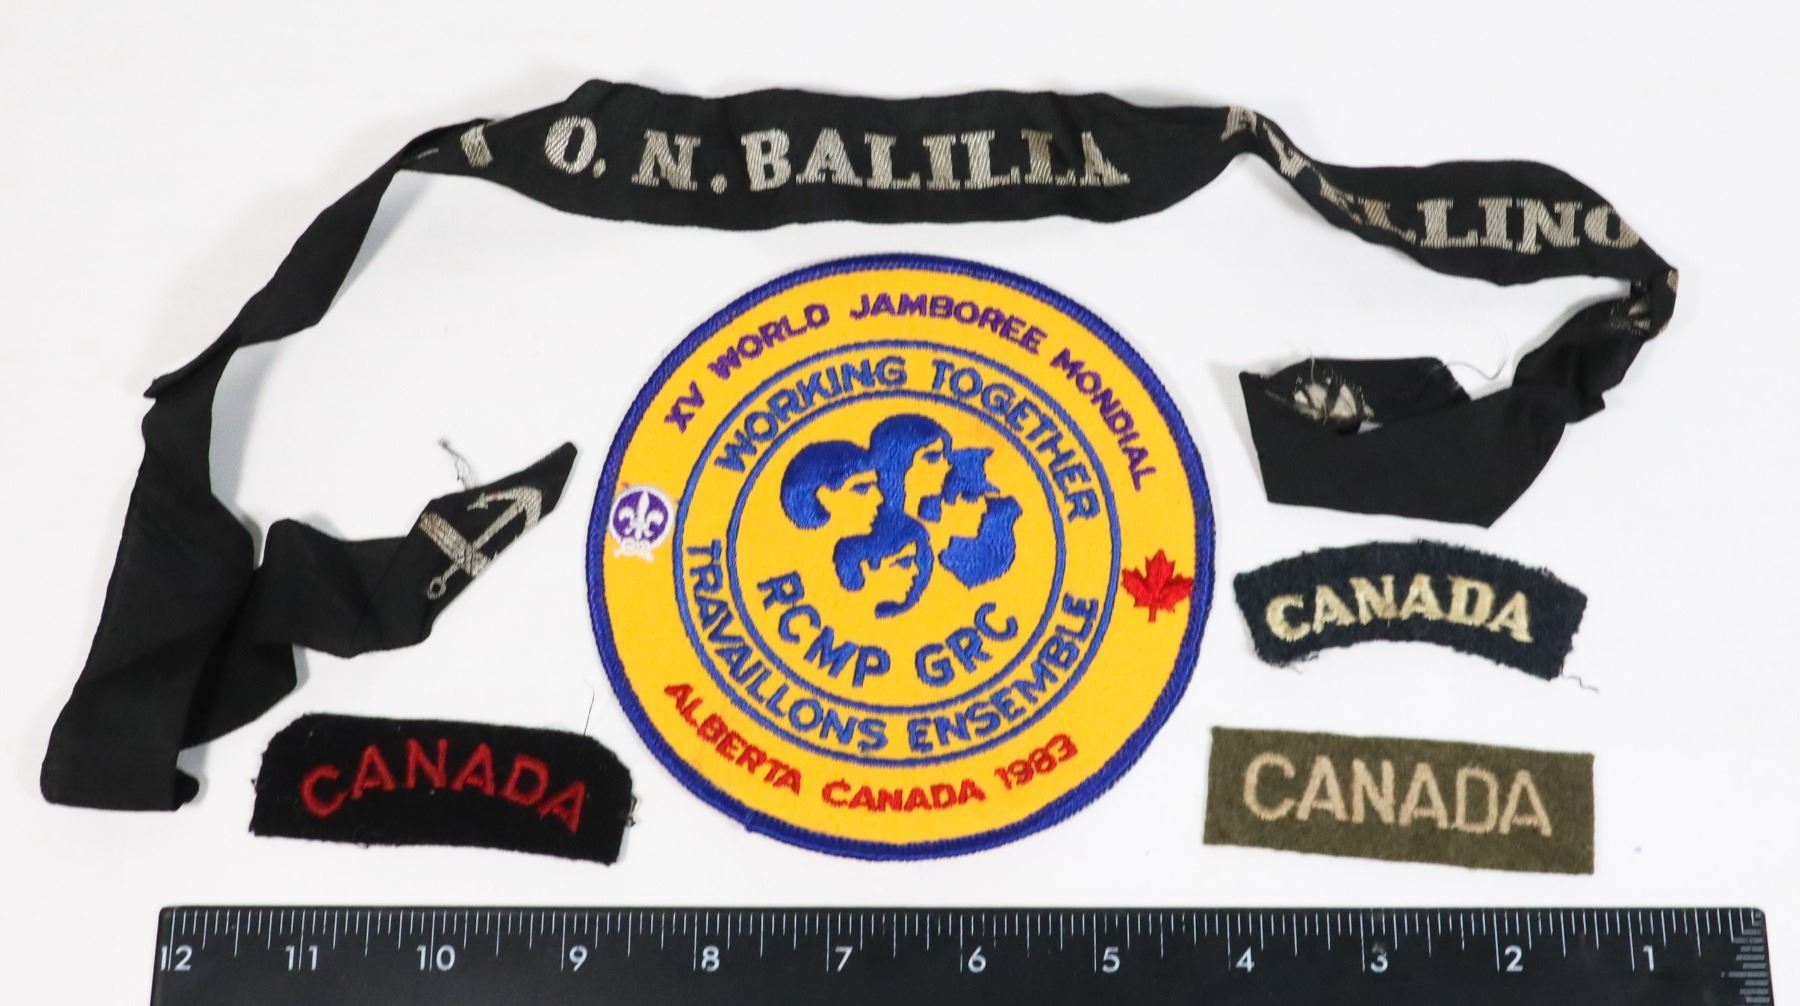 O. N. BALILLA AVELLINO
XV WORLD JAMBOREE MONDIAL
WORKING TOGETHER
RCMP GRC
TRAVAILLONS ENSEMBLE
ALBERTA CANADA 1983
CANADA
CANADA
CANADA
12 11 10 9 8 7 6 5 4 3 2 1